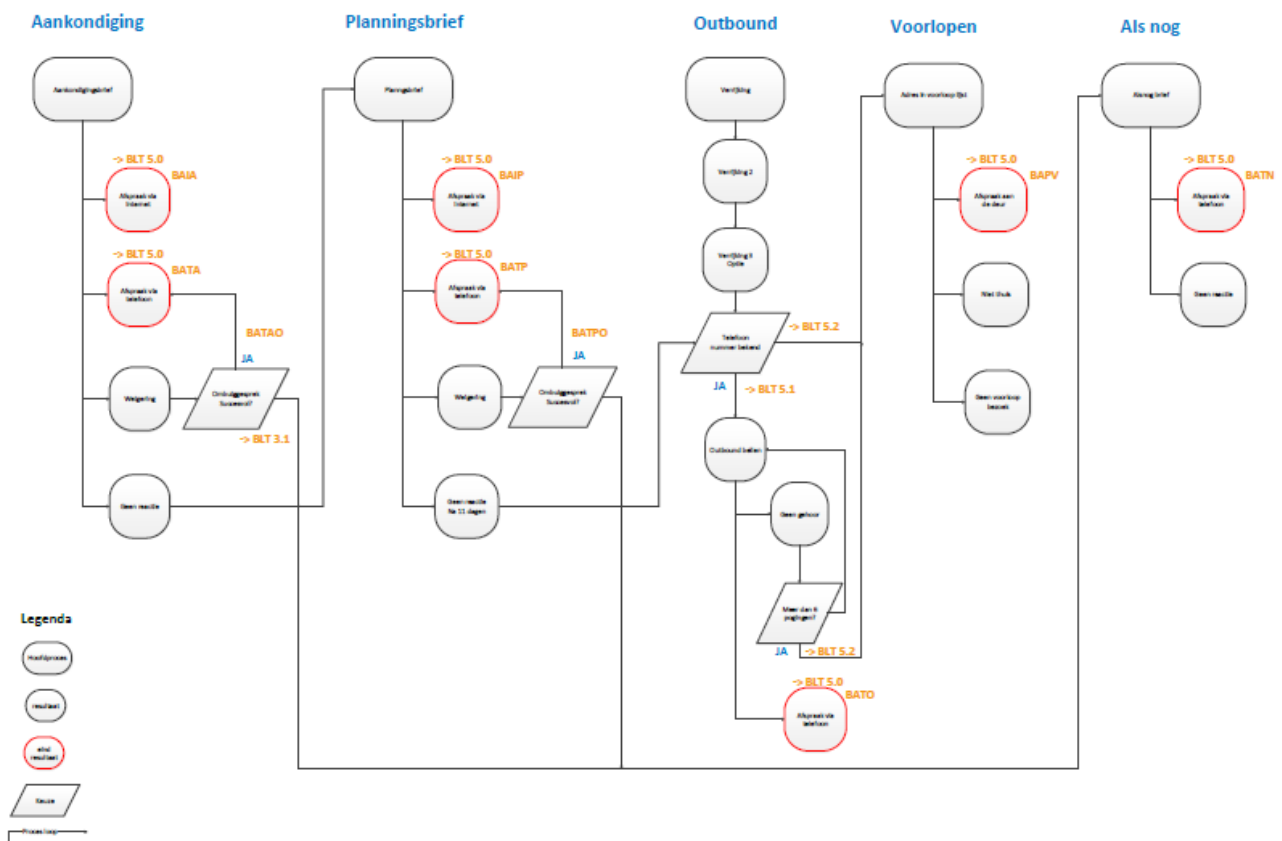 Aankondiging
Planningsbrief
Outbound
Voorlopen
Als nog
Aankondigingsbrief
-> BLT 5.0
BAIA
Afspraak via
Internet
-> BLT 5.0
BATA
Afspraak via
telefoon
BATAO
JA
Weigering
Ombuiggesprek
Succesvol?
-> BLT 3.1
Geen reactie
Planngsbrief
-> BLT 5.0
BAIP
Afspraak via
Internet
-> BLT 5.0
BATP
Afspraak via
telefoon
BATPO
JA
Weigering
Ombuiggesprek
Succesvol?
Geen reactie
Na 11 dagen
Verrijking
Verrijking 2
Verrijking 3
Cycle
Telefoon
nummer bekend
-> BLT 5.2
JA
-> BLT 5.1
Outbound bellen
Geen gehoor
Meer dan 6
pogingen?
JA
-> BLT 5.2
-> BLT 5.0
BATO
Afspraak via
telefoon
Adres in voorloop lijst
-> BLT 5.0
BAPV
Afspraak aan
de deur
Niet thuis
Geen voorloop
bezoek
Alsnog brief
-> BLT 5.0
BATN
Afspraak via
telefoon
Geen reactie
Legenda
Hoofdproces
resultaat
eind
resultaat
Keuze
Proces loop